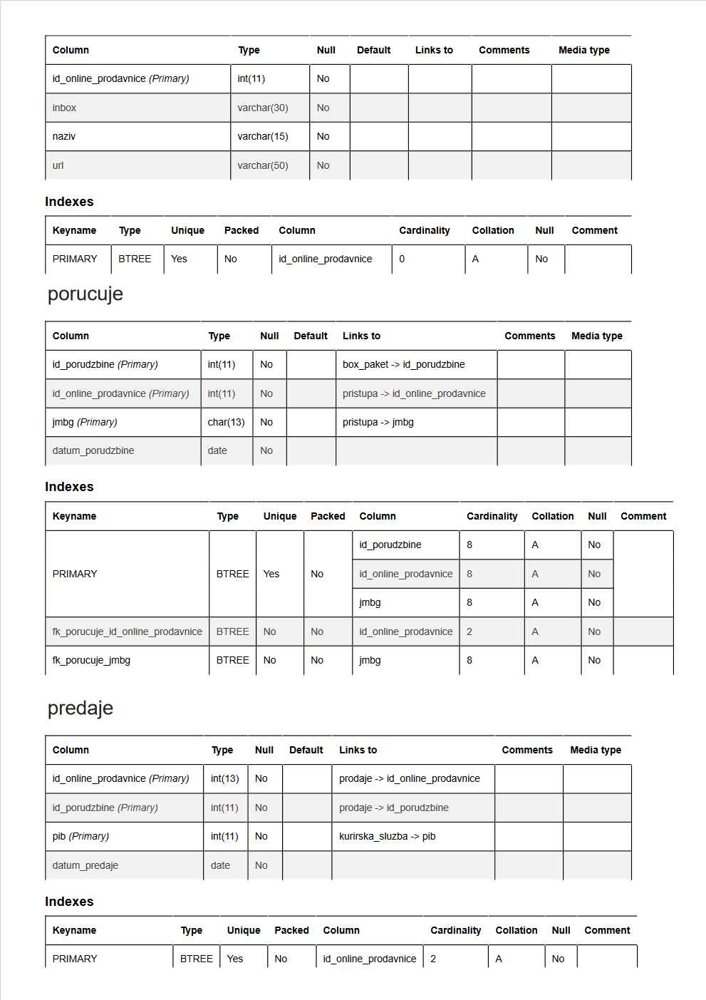 Column Type Null Default Links to Comments Media type
id_online_prodavnice (Primary) int(11) No
inbox varchar(30) No
naziv varchar(15) No
url varchar(50) No
Indexes
Keyname Type Unique Packed Column Cardinality Collation Null Comment
PRIMARY BTREE Yes No id_online_prodavnice 0 A No
porucuje
Column Type Null Default Links to Comments Media type
id_porudzbine (Primary) int(11) No box_paket -> id_porudzbine
id_online_prodavnice (Primary) int(11) No pristupa -> id_online_prodavnice
jmbg (Primary) char(13) No pristupa -> jmbg
datum_porudzbine date No
Indexes
Keyname Type Unique Packed Column Cardinality Collation Null Comment
id_porudzbine 8 A No
PRIMARY BTREE Yes No id_online_prodavnice 8 A No
jmbg 8 A No
fk_porucuje_id_online_prodavnice BTREE No No id_online_prodavnice 2 A No
fk_porucuje_jmbg BTREE No No jmbg 8 A No
predaje
Column Type Null Default Links to Comments Media type
id_online_prodavnice (Primary) int(13) No prodaje -> id_online_prodavnice
id_porudzbine (Primary) int(11) No prodaje -> id_porudzbine
pib (Primary) int(11) No kurirska_sluzba -> pib
datum_predaje date No
Indexes
Keyname Type Unique Packed Column Cardinality Collation Null Comment
PRIMARY BTREE Yes No id_online_prodavnice 2 A No